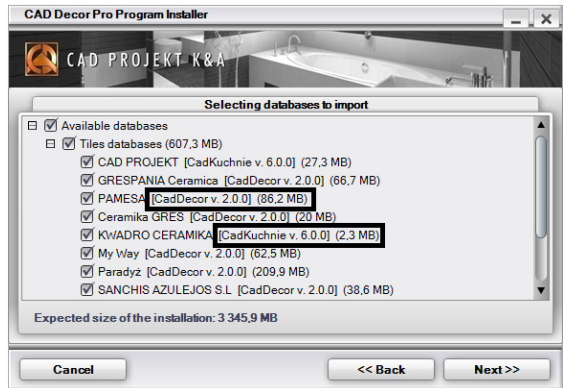 CAD Decor Pro Program Installer
CAD PROJEKT K&A
Selecting databases to import
Available databases
Tiles databases (607,3 MB)
CAD PROJEKT [CadKuchnie v. 6.0.0] (27,3 MB)
GRESPANIA Ceramica [CadDecor v. 2.0.0] (66,7 MB)
PAMESA [CadDecor v. 2.0.0] (86,2 MB)
Ceramika GRES [CadDecor v. 2.0.0] (20 MB)
KWADRO CERAMIKA [CadKuchnie v. 6.0.0] (2,3 MB)
My Way [CadDecor v. 2.0.0] (62,5 MB)
Paradyż [CadDecor v. 2.0.0] (209,9 MB)
SANCHIS AZULEJOS S.L [CadDecor v. 2.0.0] (38,6 MB)
Expected size of the installation: 3 345,9 MB
Cancel << Back Next >>